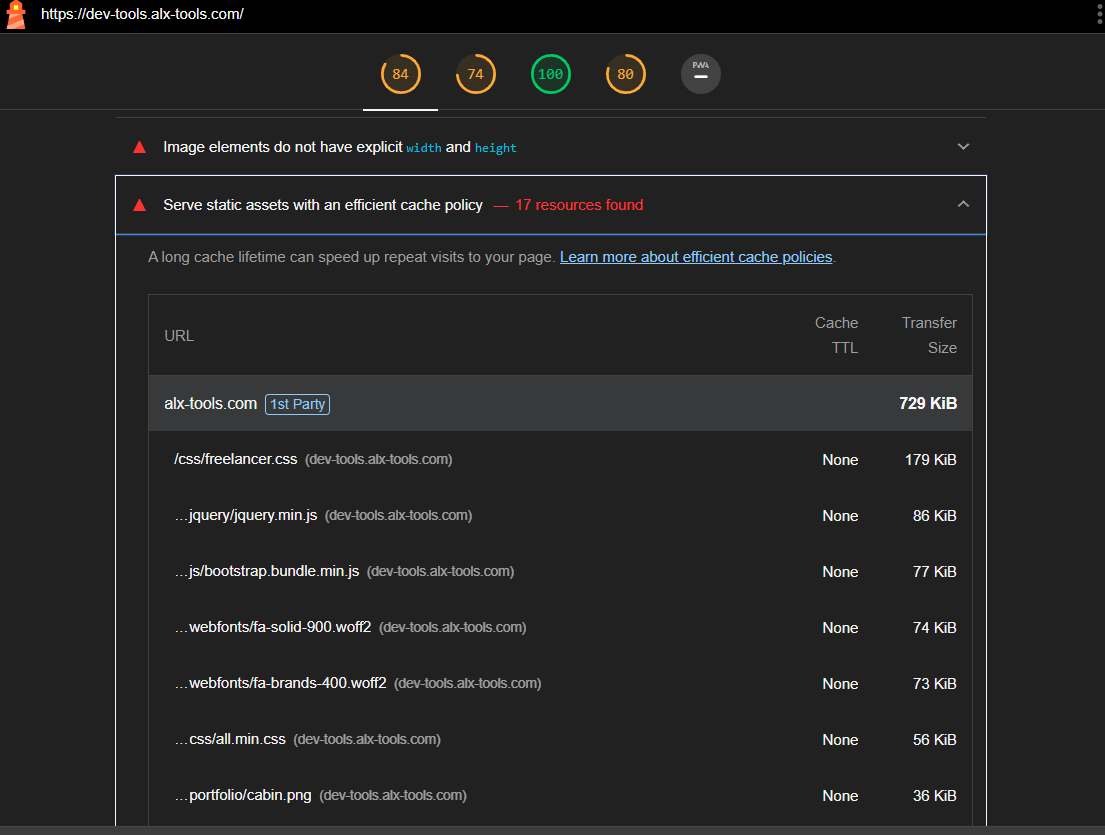 https://dev-tools.alx-tools.com/
84 74 100 80 PWA
Image elements do not have explicit width and height
Serve static assets with an efficient cache policy — 17 resources found
A long cache lifetime can speed up repeat visits to your page. Learn more about efficient cache policies.
URL Cache TTL Transfer Size
alx-tools.com 1st Party 729 KiB
/css/freelancer.css (dev-tools.alx-tools.com) None 179 KiB
…jquery/jquery.min.js (dev-tools.alx-tools.com) None 86 KiB
…js/bootstrap.bundle.min.js (dev-tools.alx-tools.com) None 77 KiB
…webfonts/fa-solid-900.woff2 (dev-tools.alx-tools.com) None 74 KiB
…webfonts/fa-brands-400.woff2 (dev-tools.alx-tools.com) None 73 KiB
…css/all.min.css (dev-tools.alx-tools.com) None 56 KiB
…portfolio/cabin.png (dev-tools.alx-tools.com) None 36 KiB